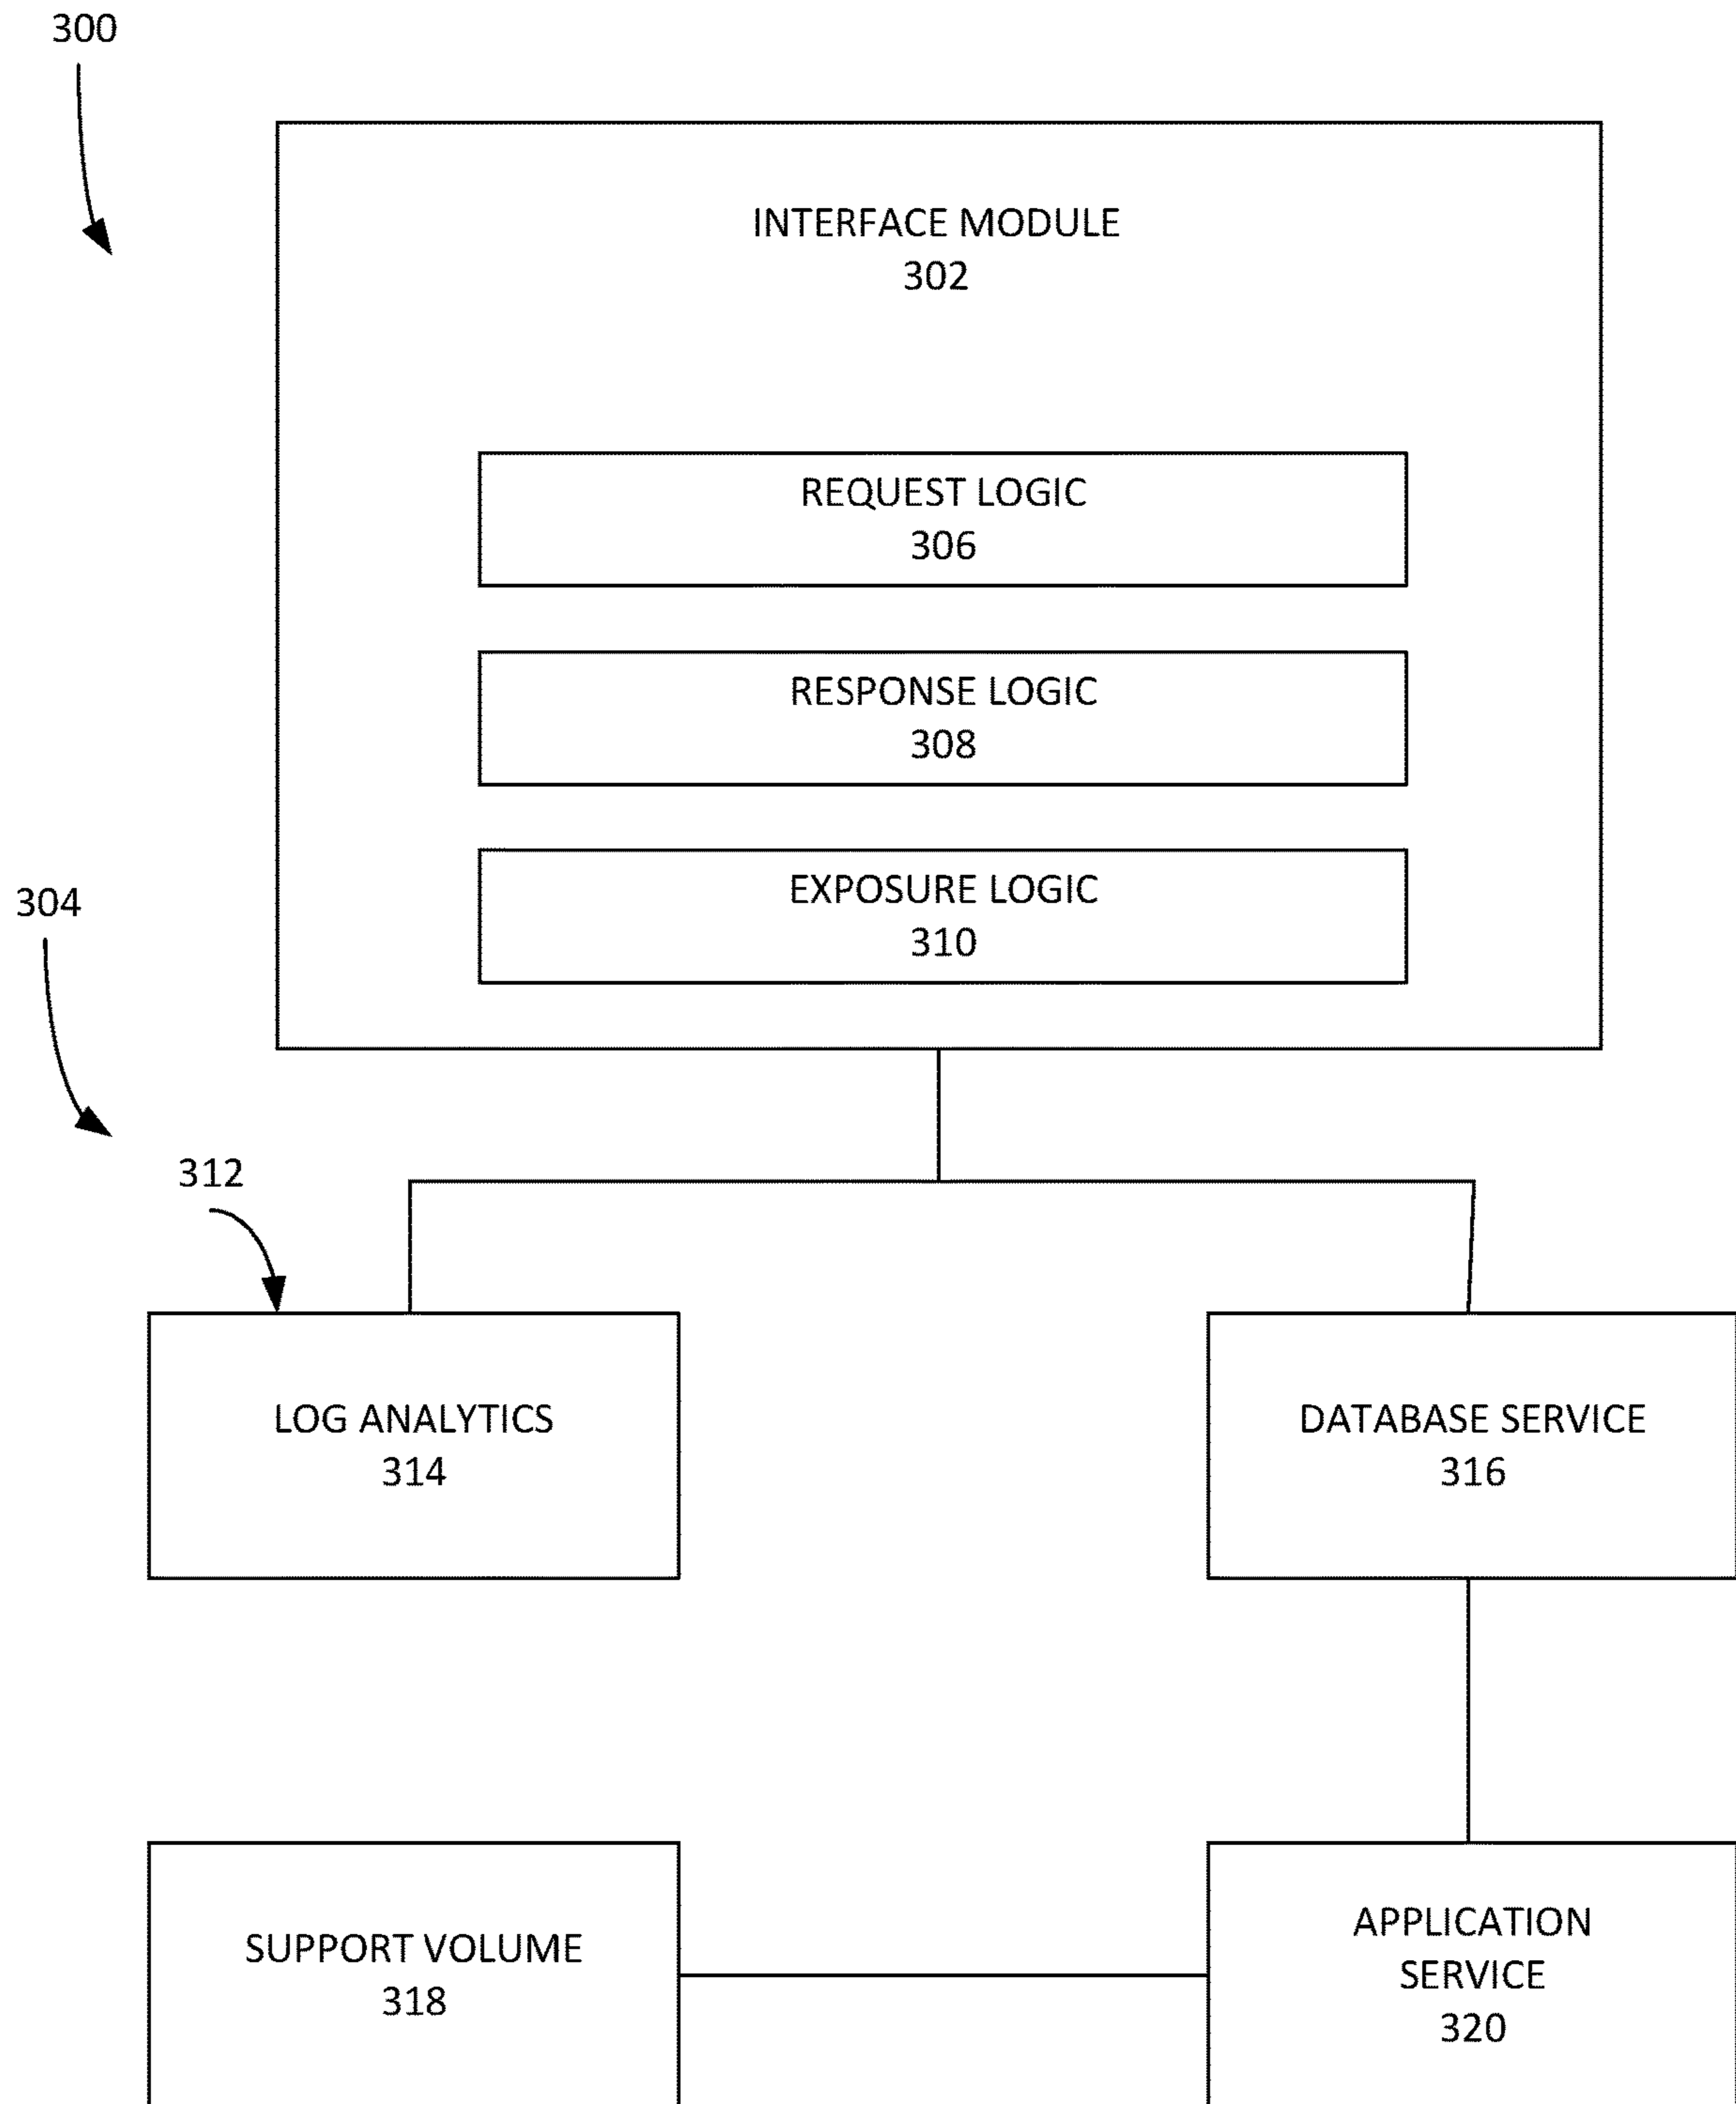 300
INTERFACE MODULE
302
REQUEST LOGIC
306
RESPONSE LOGIC
308
EXPOSURE LOGIC
310
304
312
LOG ANALYTICS
314
DATABASE SERVICE
316
SUPPORT VOLUME
318
APPLICATION
SERVICE
320